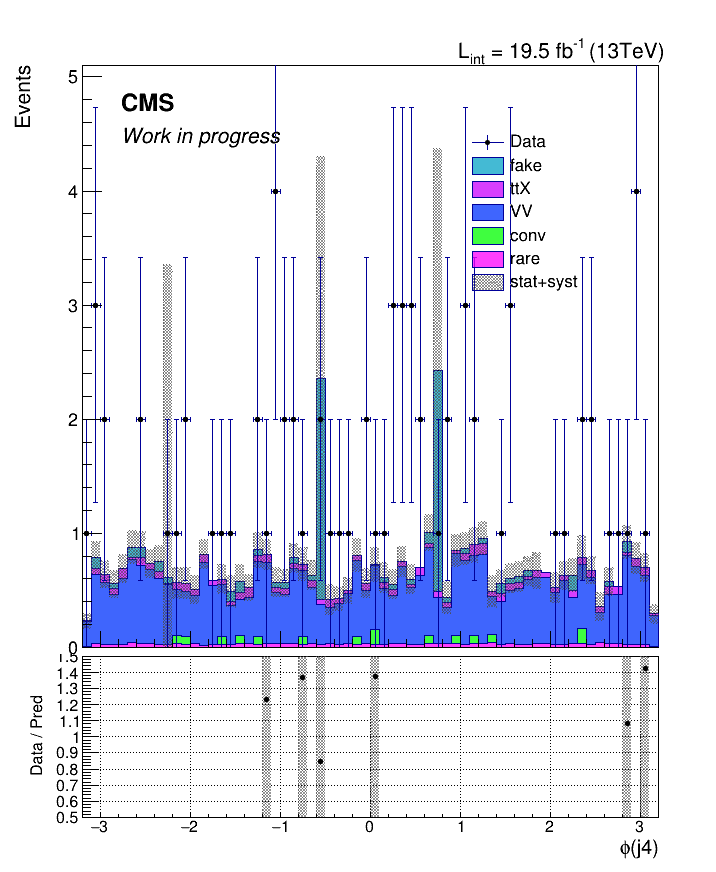 L_int = 19.5 fb^-1 (13TeV)
Events
5
CMS
Work in progress
Data
fake
ttX
VV
conv
rare
stat+syst
4
3
2
1
0
Data / Pred
1.5
1.4
1.3
1.2
1.1
1
0.9
0.8
0.7
0.6
0.5
−3 −2 −1 0 1 2 3
ϕ(j4)